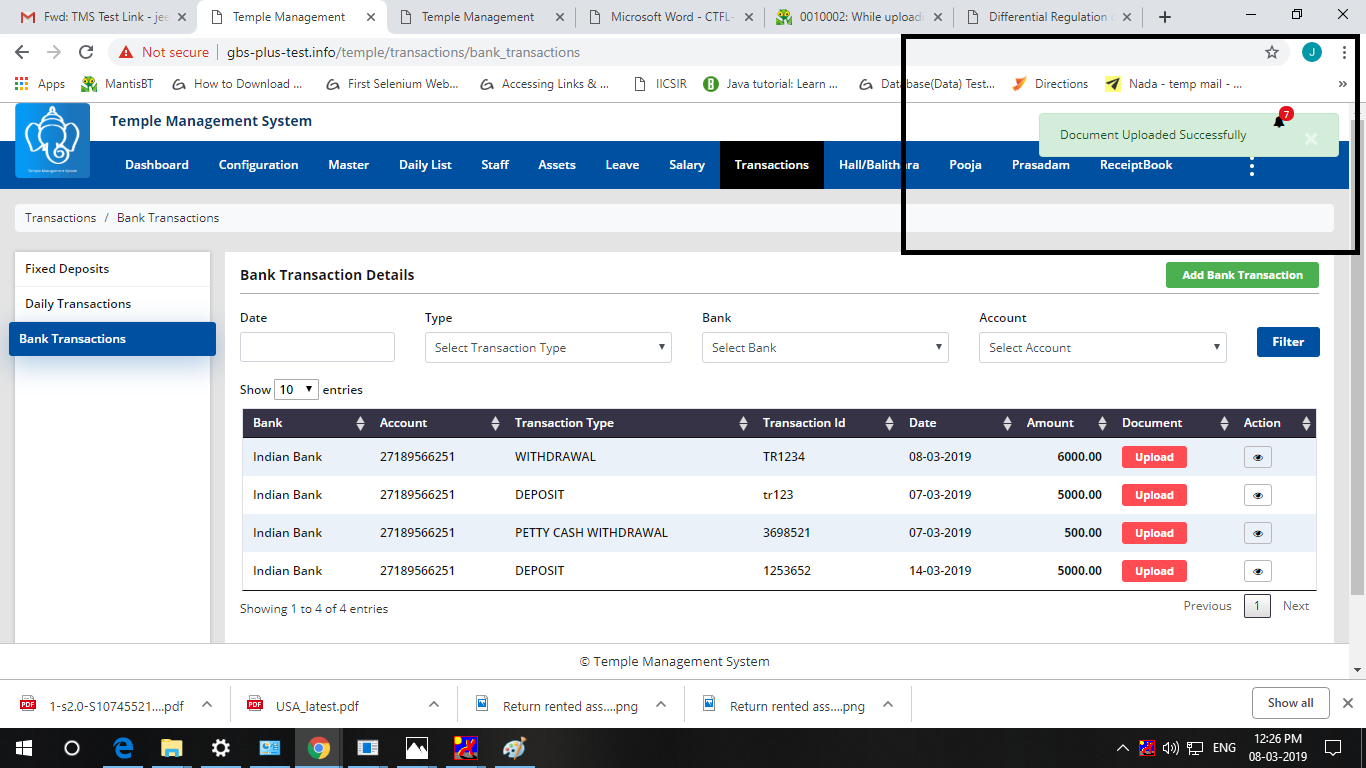 Fwd: TMS Test Link - jee
Temple Management
Temple Management
Microsoft Word - CTFL-
0010002: While uploadi
Differential Regulation
Not secure | gbs-plus-test.info/temple/transactions/bank_transactions
J
Apps
MantisBT
How to Download ...
First Selenium Web...
Accessing Links & ...
IICSIR
Java tutorial: Learn ...
Database(Data) Test...
Directions
Nada - temp mail - ...
»
Temple Management System
Document Uploaded Successfully
7
Temple Management System
Dashboard Configuration Master Daily List Staff Assets Leave Salary Transactions Hall/Balithara Pooja Prasadam ReceiptBook
Transactions / Bank Transactions
Fixed Deposits
Daily Transactions
Bank Transactions
Bank Transaction Details
Add Bank Transaction
Date Type Bank Account
Select Transaction Type Select Bank Select Account Filter
Show 10 entries
Bank Account Transaction Type Transaction Id Date Amount Document Action
Indian Bank 27189566251 WITHDRAWAL TR1234 08-03-2019 6000.00 Upload
Indian Bank 27189566251 DEPOSIT tr123 07-03-2019 5000.00 Upload
Indian Bank 27189566251 PETTY CASH WITHDRAWAL 3698521 07-03-2019 500.00 Upload
Indian Bank 27189566251 DEPOSIT 1253652 14-03-2019 5000.00 Upload
Showing 1 to 4 of 4 entries
Previous 1 Next
© Temple Management System
1-s2.0-S10745521....pdf
USA_latest.pdf
Return rented ass....png
Return rented ass....png
Show all
ENG
12:26 PM
08-03-2019